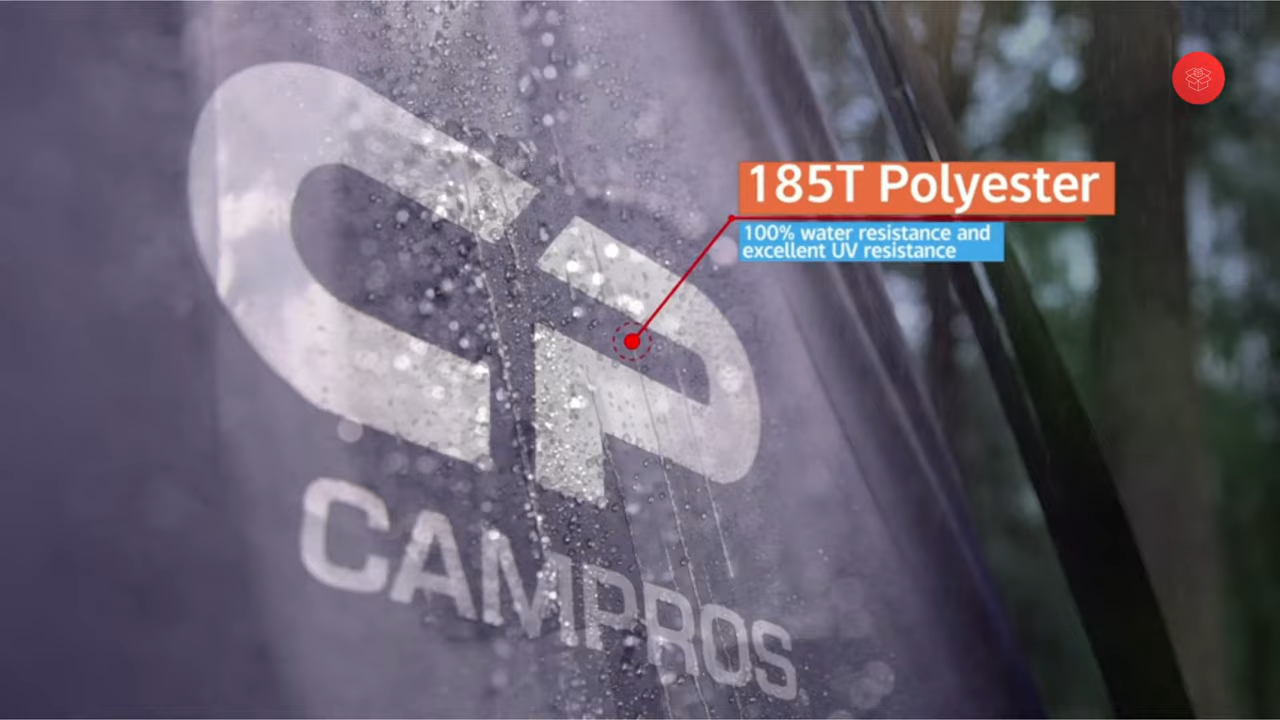 185T Polyester
100% water resistance and
excellent UV resistance
CP
CAMPROS